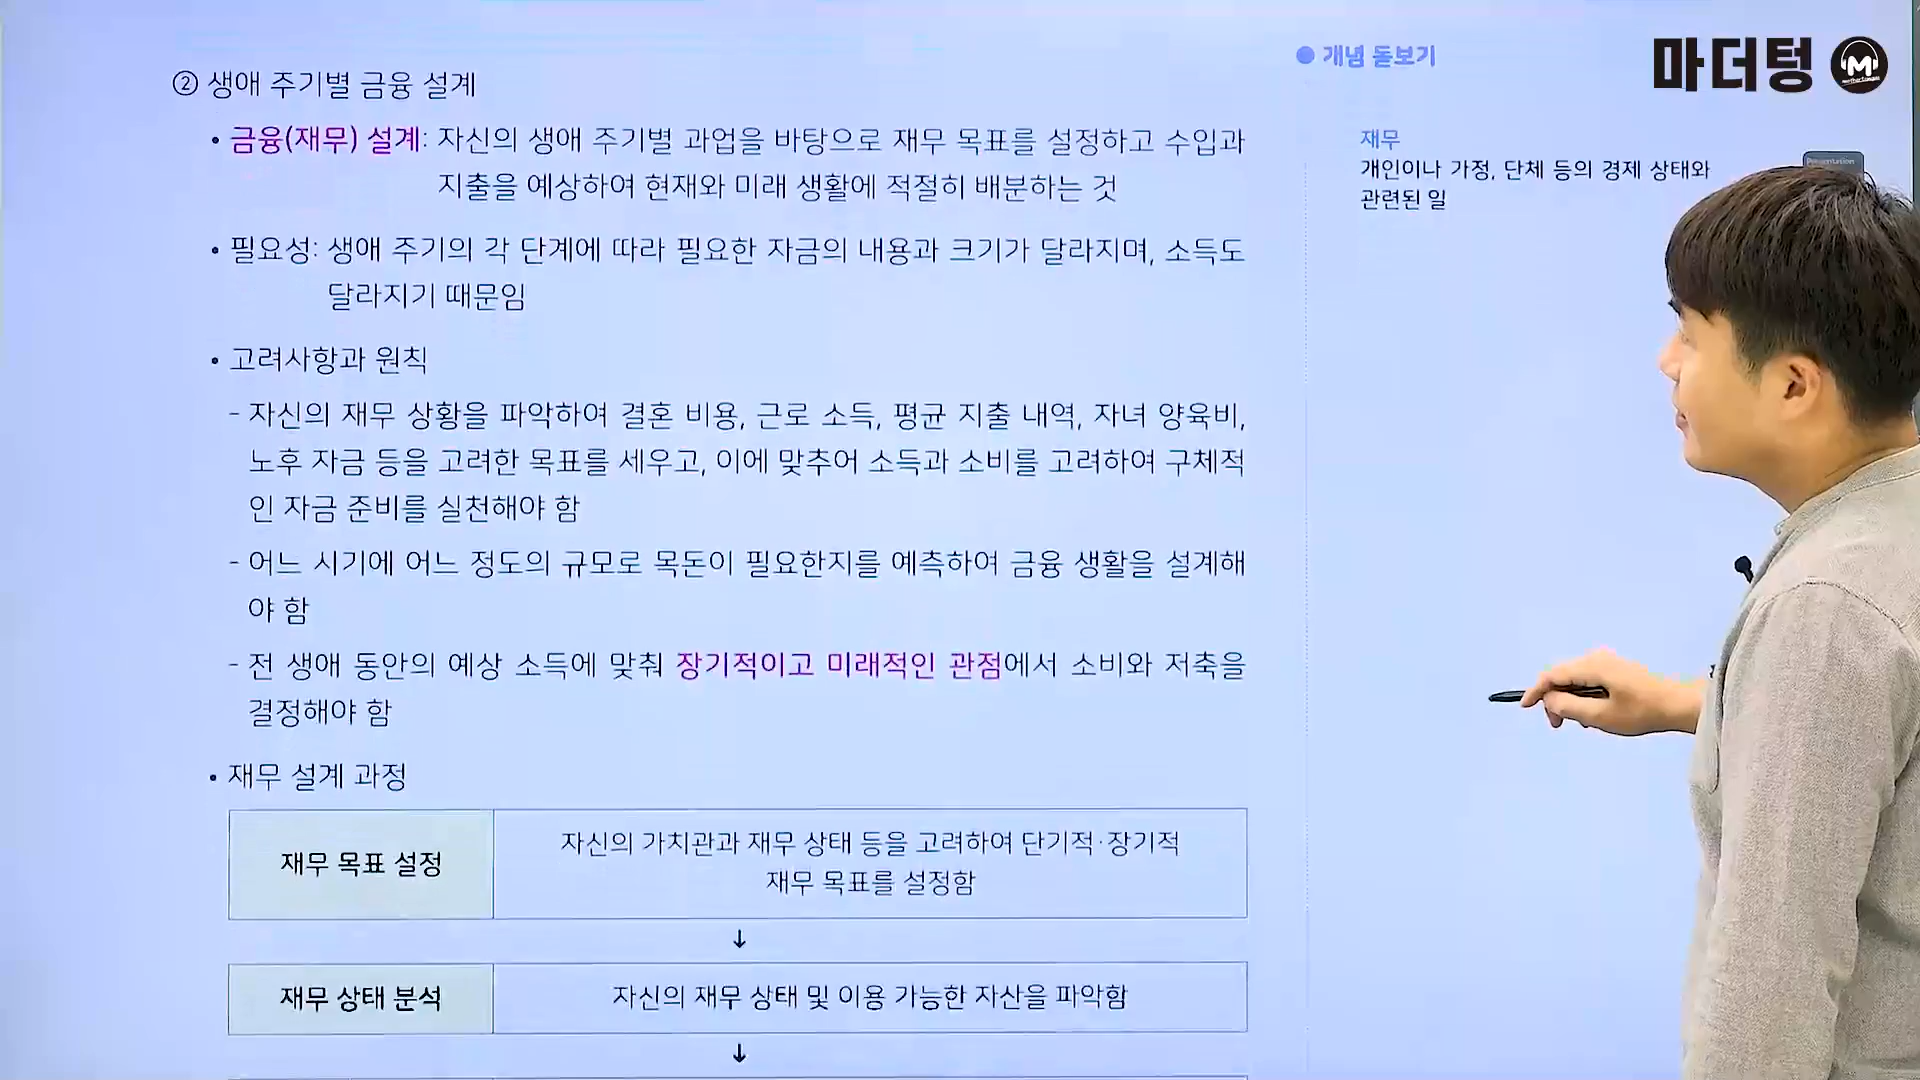 ② 생애 주기별 금융 설계
• 금융(재무) 설계: 자신의 생애 주기별 과업을 바탕으로 재무 목표를 설정하고 수입과
지출을 예상하여 현재와 미래 생활에 적절히 배분하는 것
• 필요성: 생애 주기의 각 단계에 따라 필요한 자금의 내용과 크기가 달라지며, 소득도
달라지기 때문임
• 고려사항과 원칙
- 자신의 재무 상황을 파악하여 결혼 비용, 근로 소득, 평균 지출 내역, 자녀 양육비,
노후 자금 등을 고려한 목표를 세우고, 이에 맞추어 소득과 소비를 고려하여 구체적
인 자금 준비를 실천해야 함
- 어느 시기에 어느 정도의 규모로 목돈이 필요한지를 예측하여 금융 생활을 설계해
야 함
- 전 생애 동안의 예상 소득에 맞춰 장기적이고 미래적인 관점에서 소비와 저축을
결정해야 함
• 재무 설계 과정
재무 목표 설정
자신의 가치관과 재무 상태 등을 고려하여 단기적·장기적
재무 목표를 설정함
↓
재무 상태 분석
자신의 재무 상태 및 이용 가능한 자산을 파악함
↓
● 개념 돋보기
재무
개인이나 가정, 단체 등의 경제 상태와
관련된 일
마더텅
M
Presentation